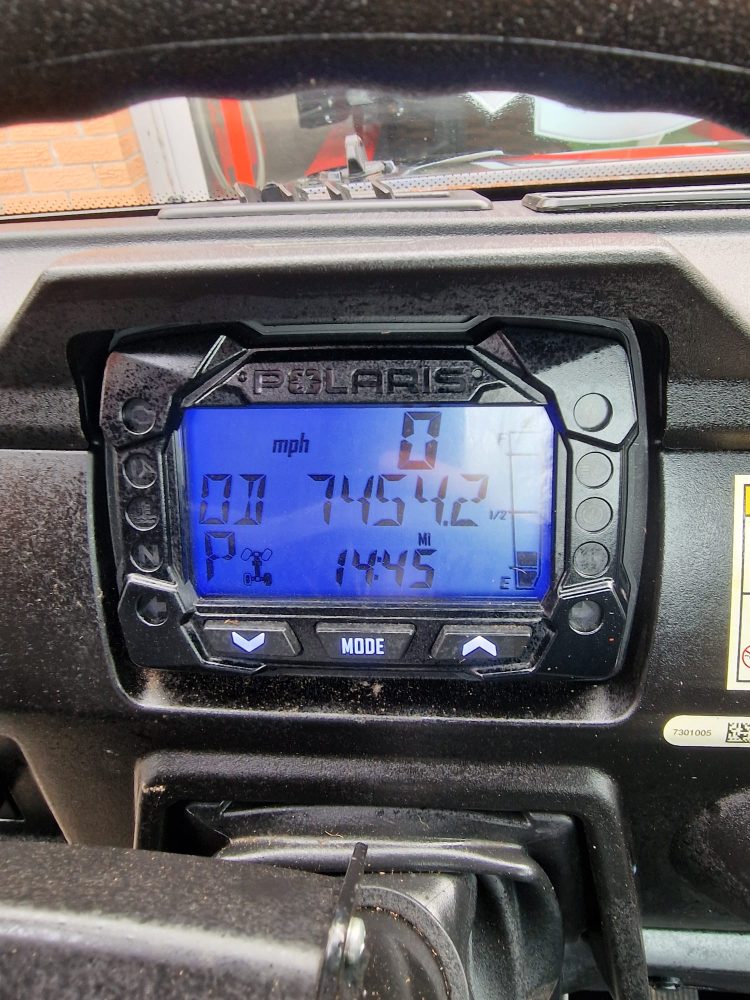 POLARIS
mph 0
F
OD 7454.2
1/2
Mi
P 14:45
E
N
MODE
7301005